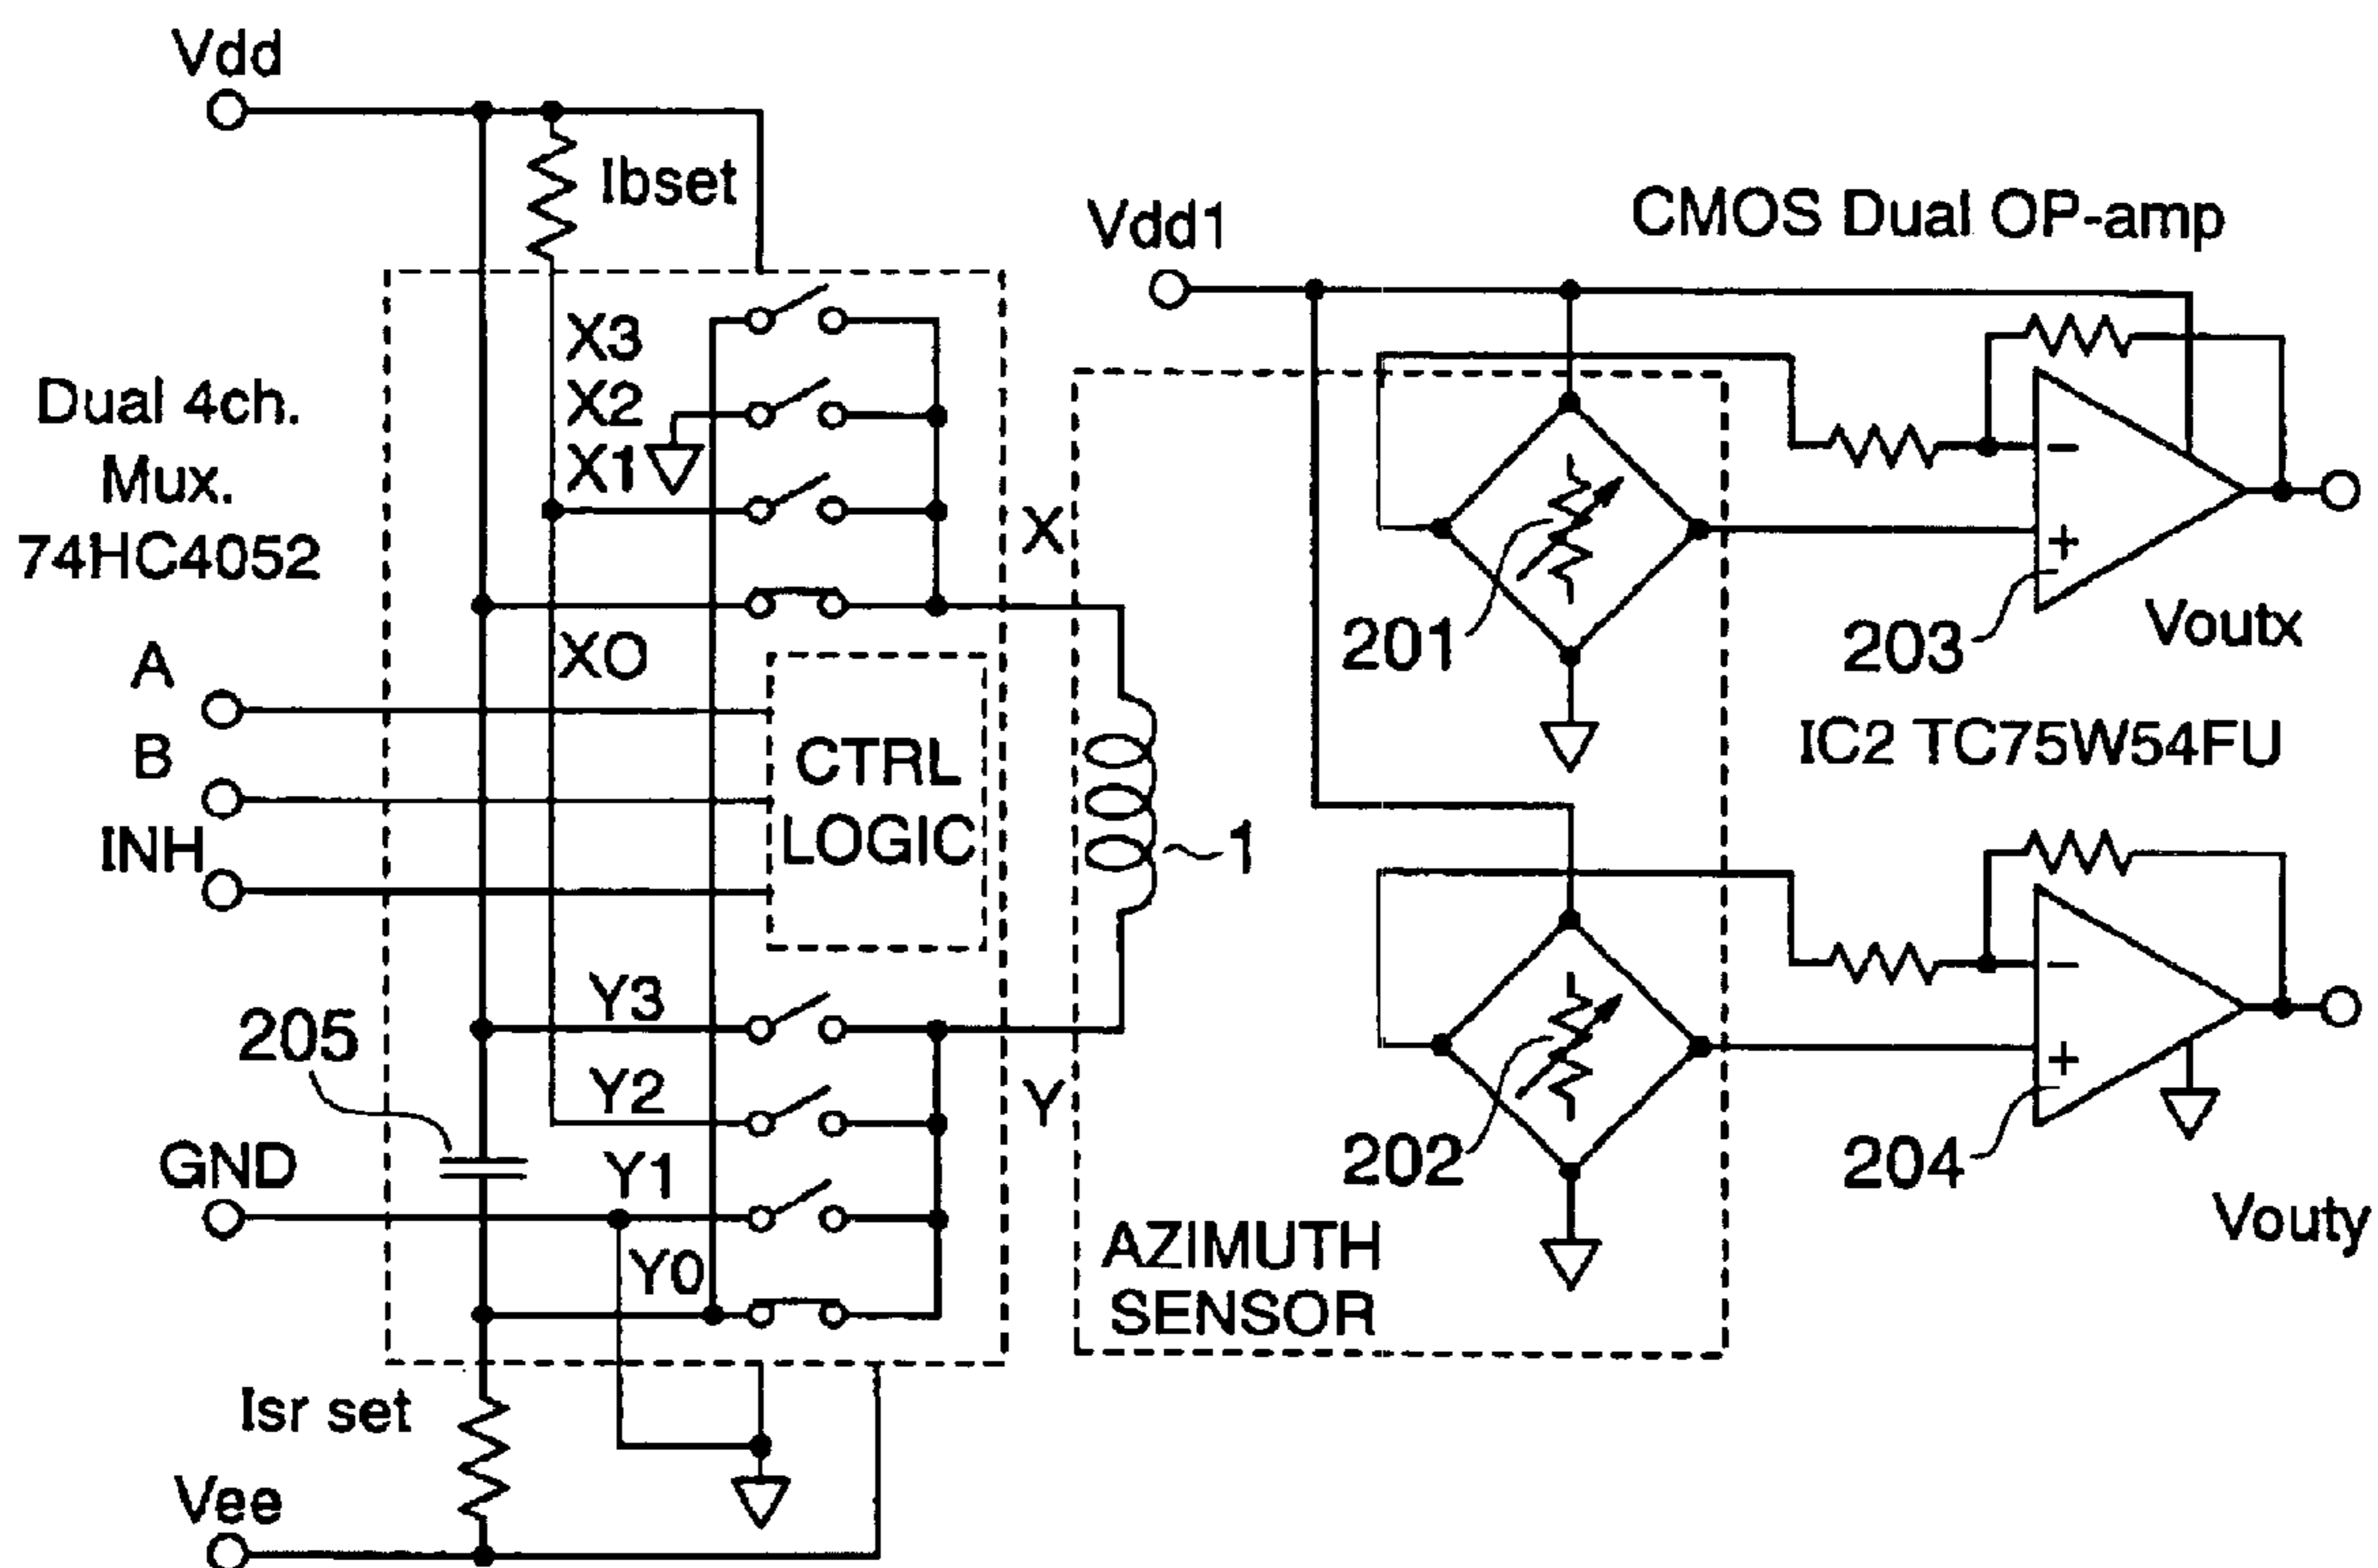 Vdd
Ibset
Vdd1
CMOS Dual OP-amp
Dual 4ch.
Mux.
74HC4052
X3
X2
X1
XO
X
A
B
INH
CTRL
LOGIC
1
201
203
Voutx
IC2 TC75W54FU
−
+
205
Y3
Y2
Y1
Y0
Y
GND
202
204
Vouty
−
+
AZIMUTH
SENSOR
Isr set
Vee